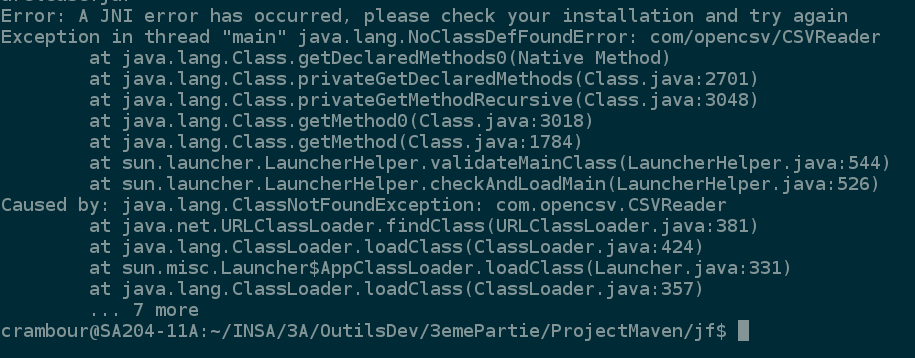 Error: A JNI error has occurred, please check your installation and try again
Exception in thread "main" java.lang.NoClassDefFoundError: com/opencsv/CSVReader
        at java.lang.Class.getDeclaredMethods0(Native Method)
        at java.lang.Class.privateGetDeclaredMethods(Class.java:2701)
        at java.lang.Class.privateGetMethodRecursive(Class.java:3048)
        at java.lang.Class.getMethod0(Class.java:3018)
        at java.lang.Class.getMethod(Class.java:1784)
        at sun.launcher.LauncherHelper.validateMainClass(LauncherHelper.java:544)
        at sun.launcher.LauncherHelper.checkAndLoadMain(LauncherHelper.java:526)
Caused by: java.lang.ClassNotFoundException: com.opencsv.CSVReader
        at java.net.URLClassLoader.findClass(URLClassLoader.java:381)
        at java.lang.ClassLoader.loadClass(ClassLoader.java:424)
        at sun.misc.Launcher$AppClassLoader.loadClass(Launcher.java:331)
        at java.lang.ClassLoader.loadClass(ClassLoader.java:357)
        ... 7 more
crambour@SA204-11A:~/INSA/3A/OutilsDev/3emePartie/ProjectMaven/jf$